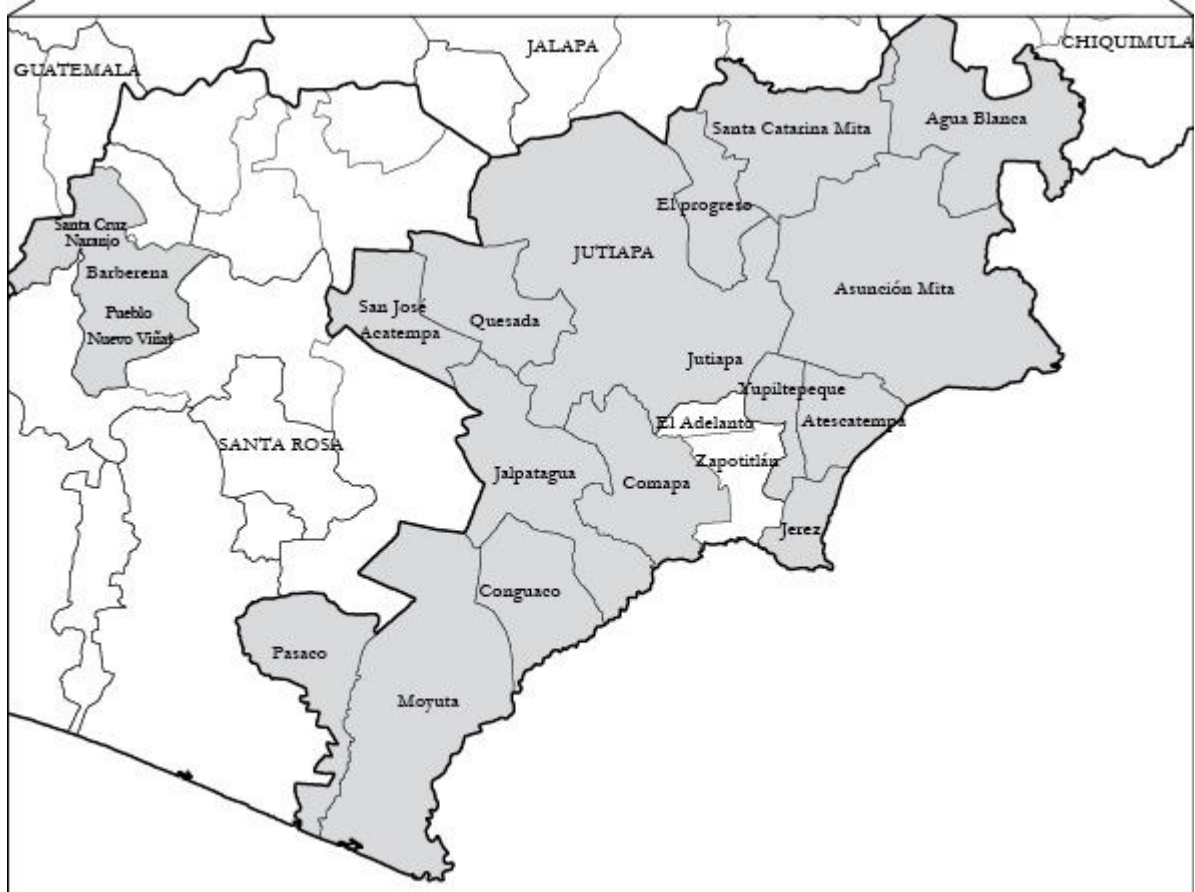 JALAPA
CHIQUIMULA
GUATEMALA
Agua Blanca
Santa Catarina Mita
El progreso
Santa Cruz
Naranjo
JUTIAPA
Barberena
Asunción Mita
San José
Acatempa
Pueblo
Nuevo Viñas
Quesada
Jutiapa
Yupiltepeque
El Adelanto
Atescatempa
SANTA ROSA
Zapotitlán
Jalpatagua
Comapa
Jerez
Conguaco
Pasaco
Moyuta